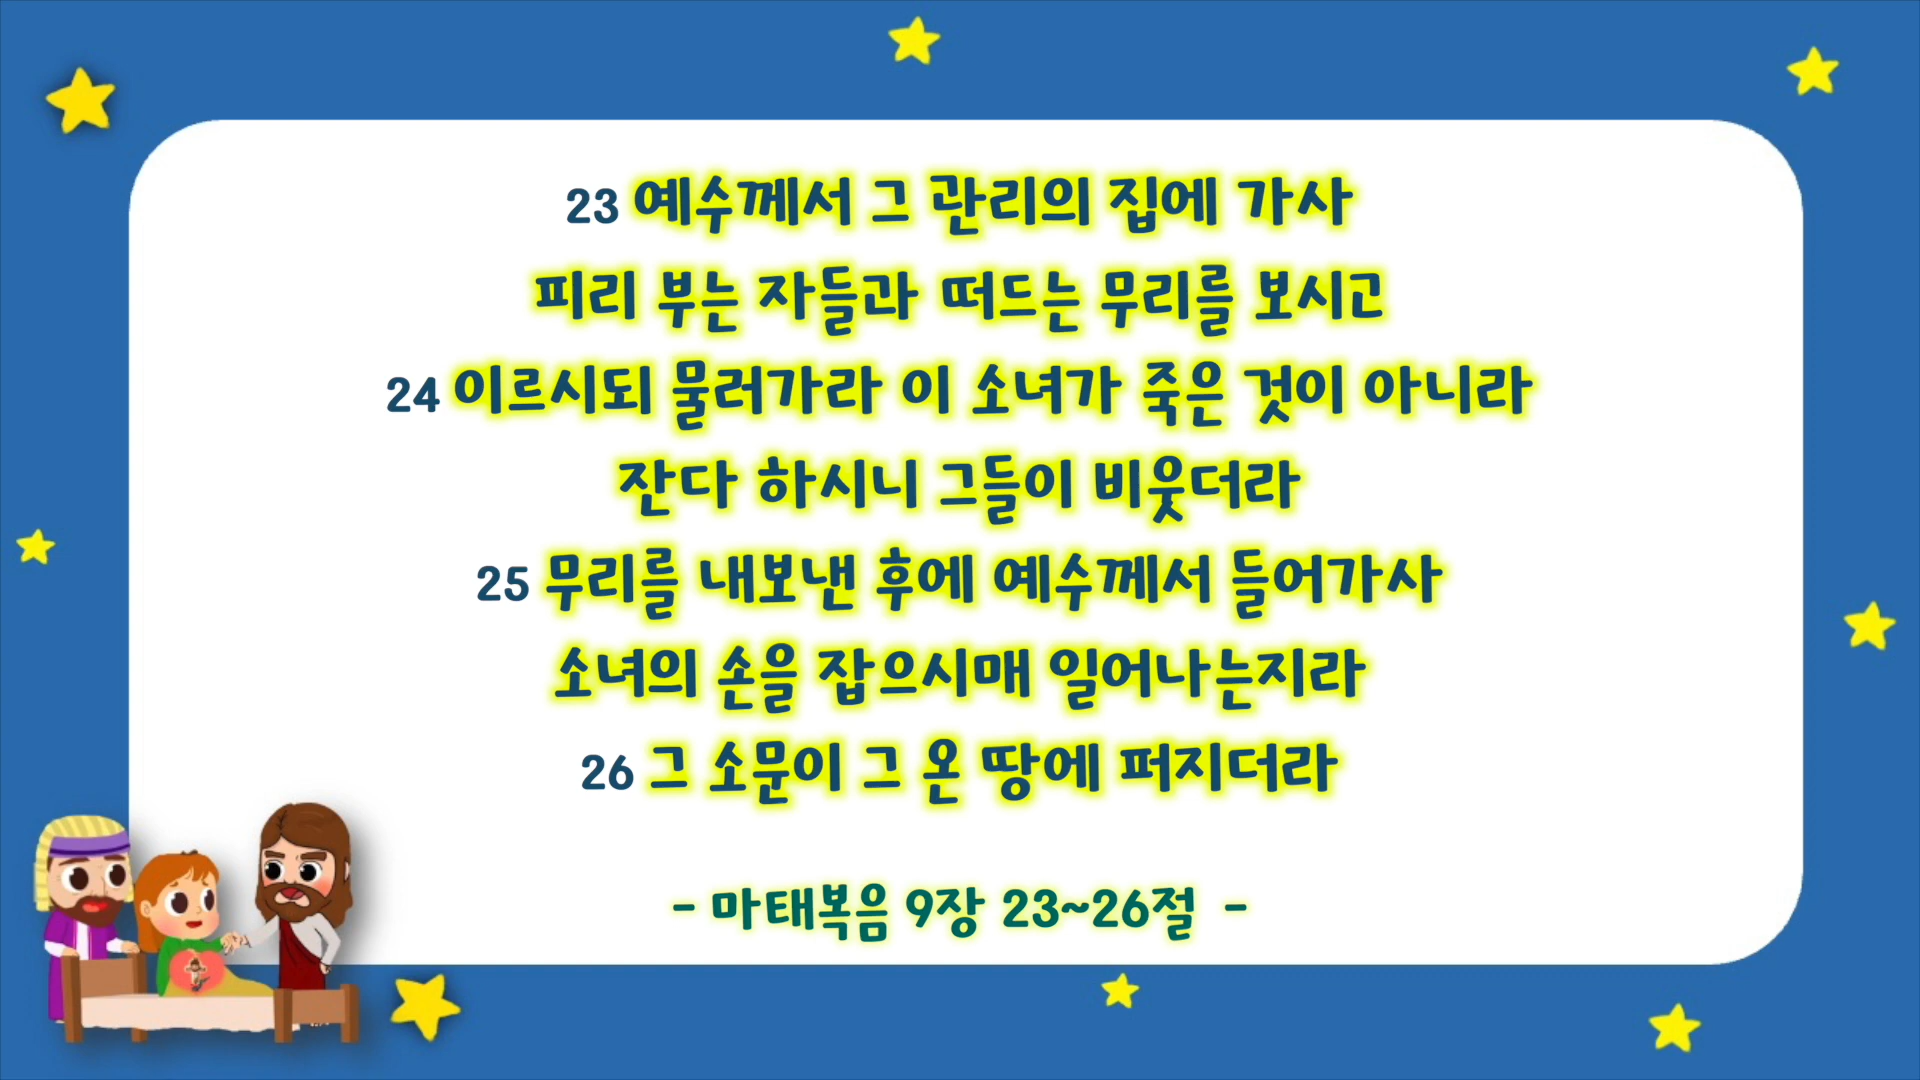 23 예수께서 그 관리의 집에 가사
피리 부는 자들과 떠드는 무리를 보시고
24 이르시되 물러가라 이 소녀가 죽은 것이 아니라
잔다 하시니 그들이 비웃더라
25 무리를 내보낸 후에 예수께서 들어가사
소녀의 손을 잡으시매 일어나는지라
26 그 소문이 그 온 땅에 퍼지더라
- 마태복음 9장 23~26절 -